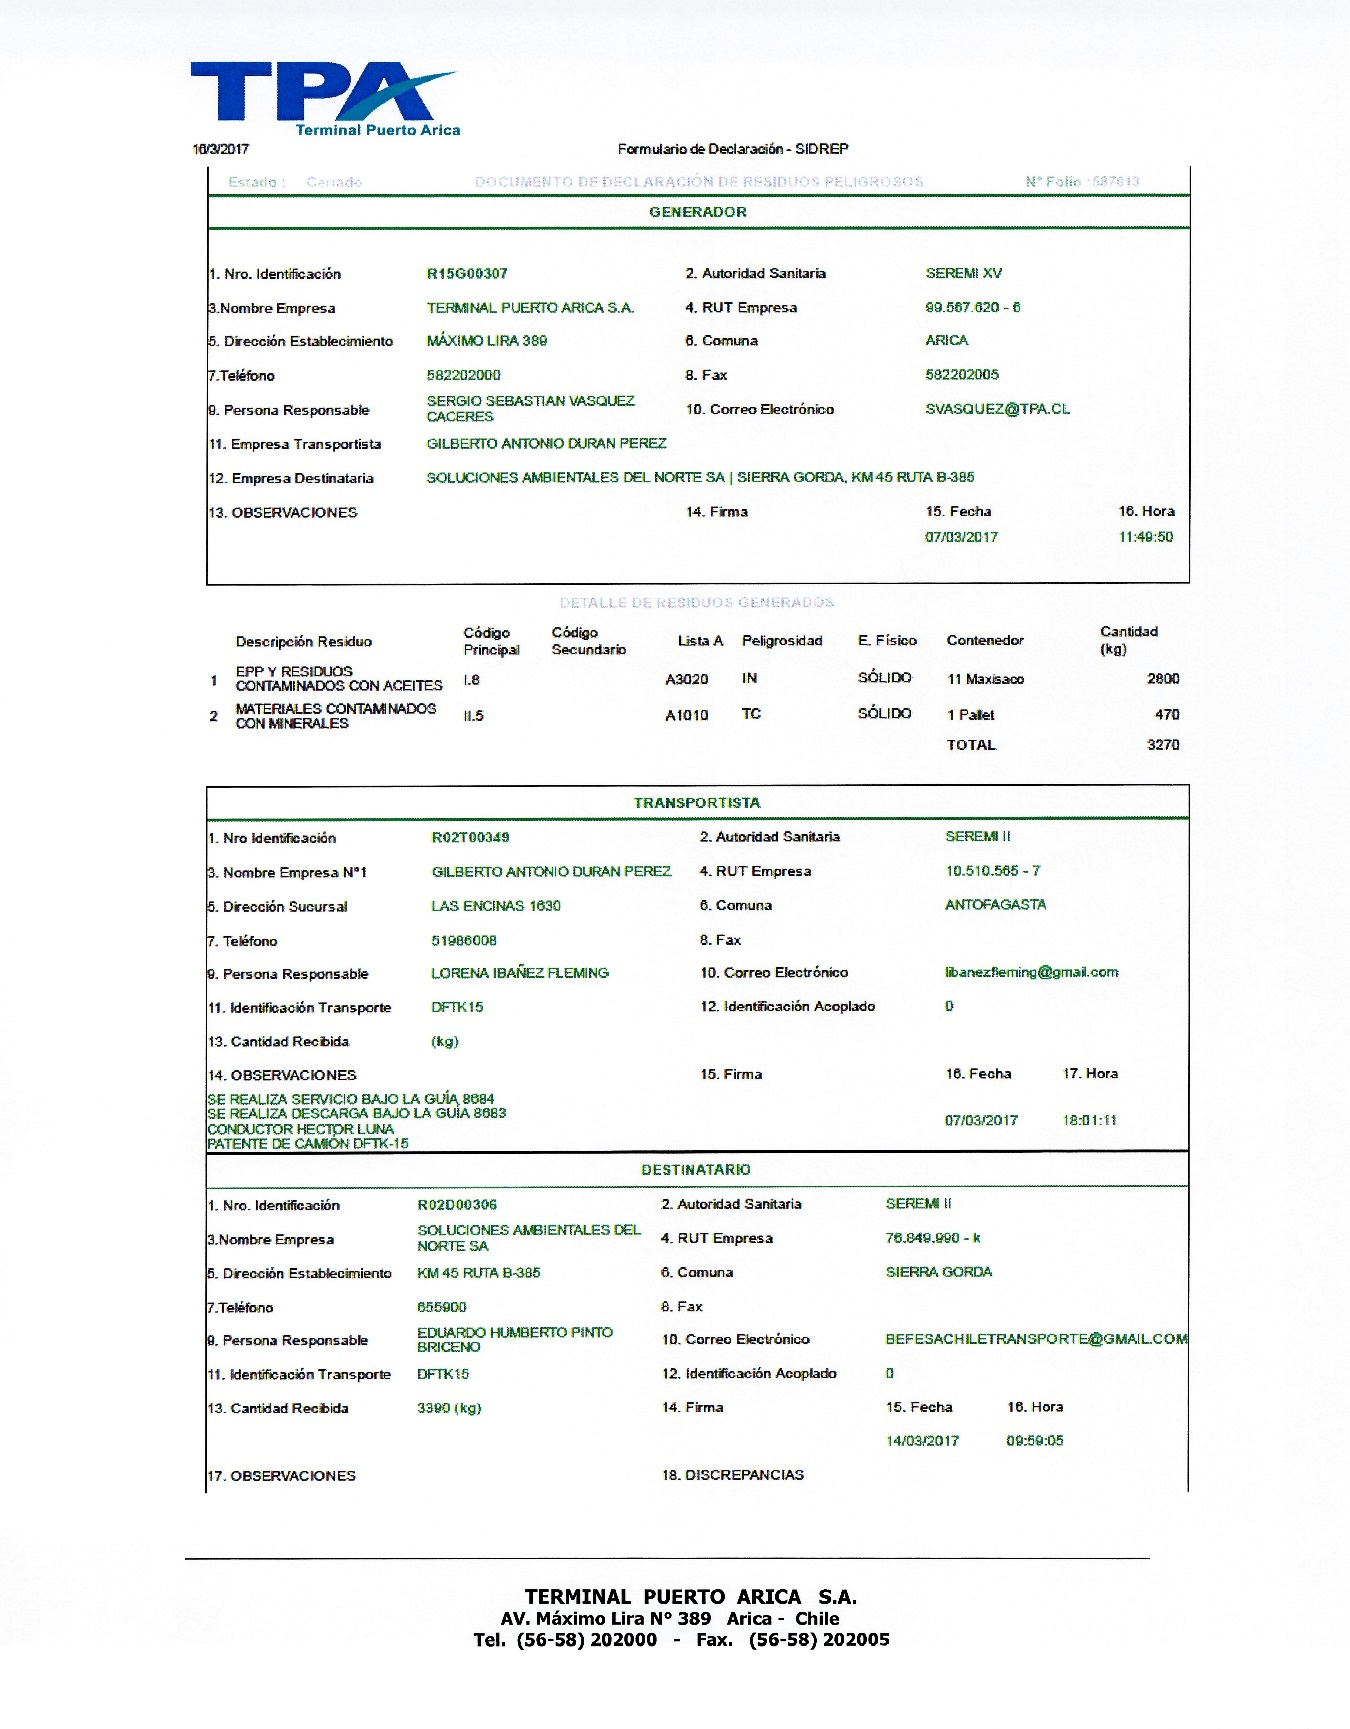 TPA
Terminal Puerto Arica
16/3/2017 Formulario de Declaración - SIDREP
Estado : Cerrado DOCUMENTO DE DECLARACIÓN DE RESIDUOS PELIGROSOS N° Folio :587613
GENERADOR
1. Nro. Identificación R15G00307 2. Autoridad Sanitaria SEREMI XV
3.Nombre Empresa TERMINAL PUERTO ARICA S.A. 4. RUT Empresa 99.567.620 - 6
5. Dirección Establecimiento MÁXIMO LIRA 389 6. Comuna ARICA
7.Teléfono 582202000 8. Fax 582202005
9. Persona Responsable SERGIO SEBASTIAN VASQUEZ CACERES 10. Correo Electrónico SVASQUEZ@TPA.CL
11. Empresa Transportista GILBERTO ANTONIO DURAN PEREZ
12. Empresa Destinataria SOLUCIONES AMBIENTALES DEL NORTE SA | SIERRA GORDA, KM 45 RUTA B-385
13. OBSERVACIONES 14. Firma 15. Fecha 16. Hora
07/03/2017 11:49:50
DETALLE DE RESIDUOS GENERADOS
Descripción Residuo Código Principal Código Secundario Lista A Peligrosidad E. Físico Contenedor Cantidad (kg)
1 EPP Y RESIDUOS CONTAMINADOS CON ACEITES I.8 A3020 IN SÓLIDO 11 Maxisaco 2800
2 MATERIALES CONTAMINADOS CON MINERALES II.5 A1010 TC SÓLIDO 1 Pallet 470
TOTAL 3270
TRANSPORTISTA
1. Nro Identificación R02T00349 2. Autoridad Sanitaria SEREMI II
3. Nombre Empresa N°1 GILBERTO ANTONIO DURAN PEREZ 4. RUT Empresa 10.510.565 - 7
5. Dirección Sucursal LAS ENCINAS 1630 6. Comuna ANTOFAGASTA
7. Teléfono 51986008 8. Fax
9. Persona Responsable LORENA IBAÑEZ FLEMING 10. Correo Electrónico libanezfleming@gmail.com
11. Identificación Transporte DFTK15 12. Identificación Acoplado 0
13. Cantidad Recibida (kg)
14. OBSERVACIONES 15. Firma 16. Fecha 17. Hora
SE REALIZA SERVICIO BAJO LA GUÍA 8684
SE REALIZA DESCARGA BAJO LA GUÍA 8683
CONDUCTOR HECTOR LUNA
PATENTE DE CAMIÓN DFTK-15
07/03/2017 18:01:11
DESTINATARIO
1. Nro. Identificación R02D00306 2. Autoridad Sanitaria SEREMI II
3.Nombre Empresa SOLUCIONES AMBIENTALES DEL NORTE SA 4. RUT Empresa 76.849.990 - k
5. Dirección Establecimiento KM 45 RUTA B-385 6. Comuna SIERRA GORDA
7.Teléfono 655900 8. Fax
9. Persona Responsable EDUARDO HUMBERTO PINTO BRICENO 10. Correo Electrónico BEFESACHILETRANSPORTE@GMAIL.COM
11. Identificación Transporte DFTK15 12. Identificación Acoplado 0
13. Cantidad Recibida 3390 (kg) 14. Firma 15. Fecha 16. Hora
14/03/2017 09:59:05
17. OBSERVACIONES 18. DISCREPANCIAS
TERMINAL PUERTO ARICA S.A.
AV. Máximo Lira Nº 389 Arica - Chile
Tel. (56-58) 202000 - Fax. (56-58) 202005